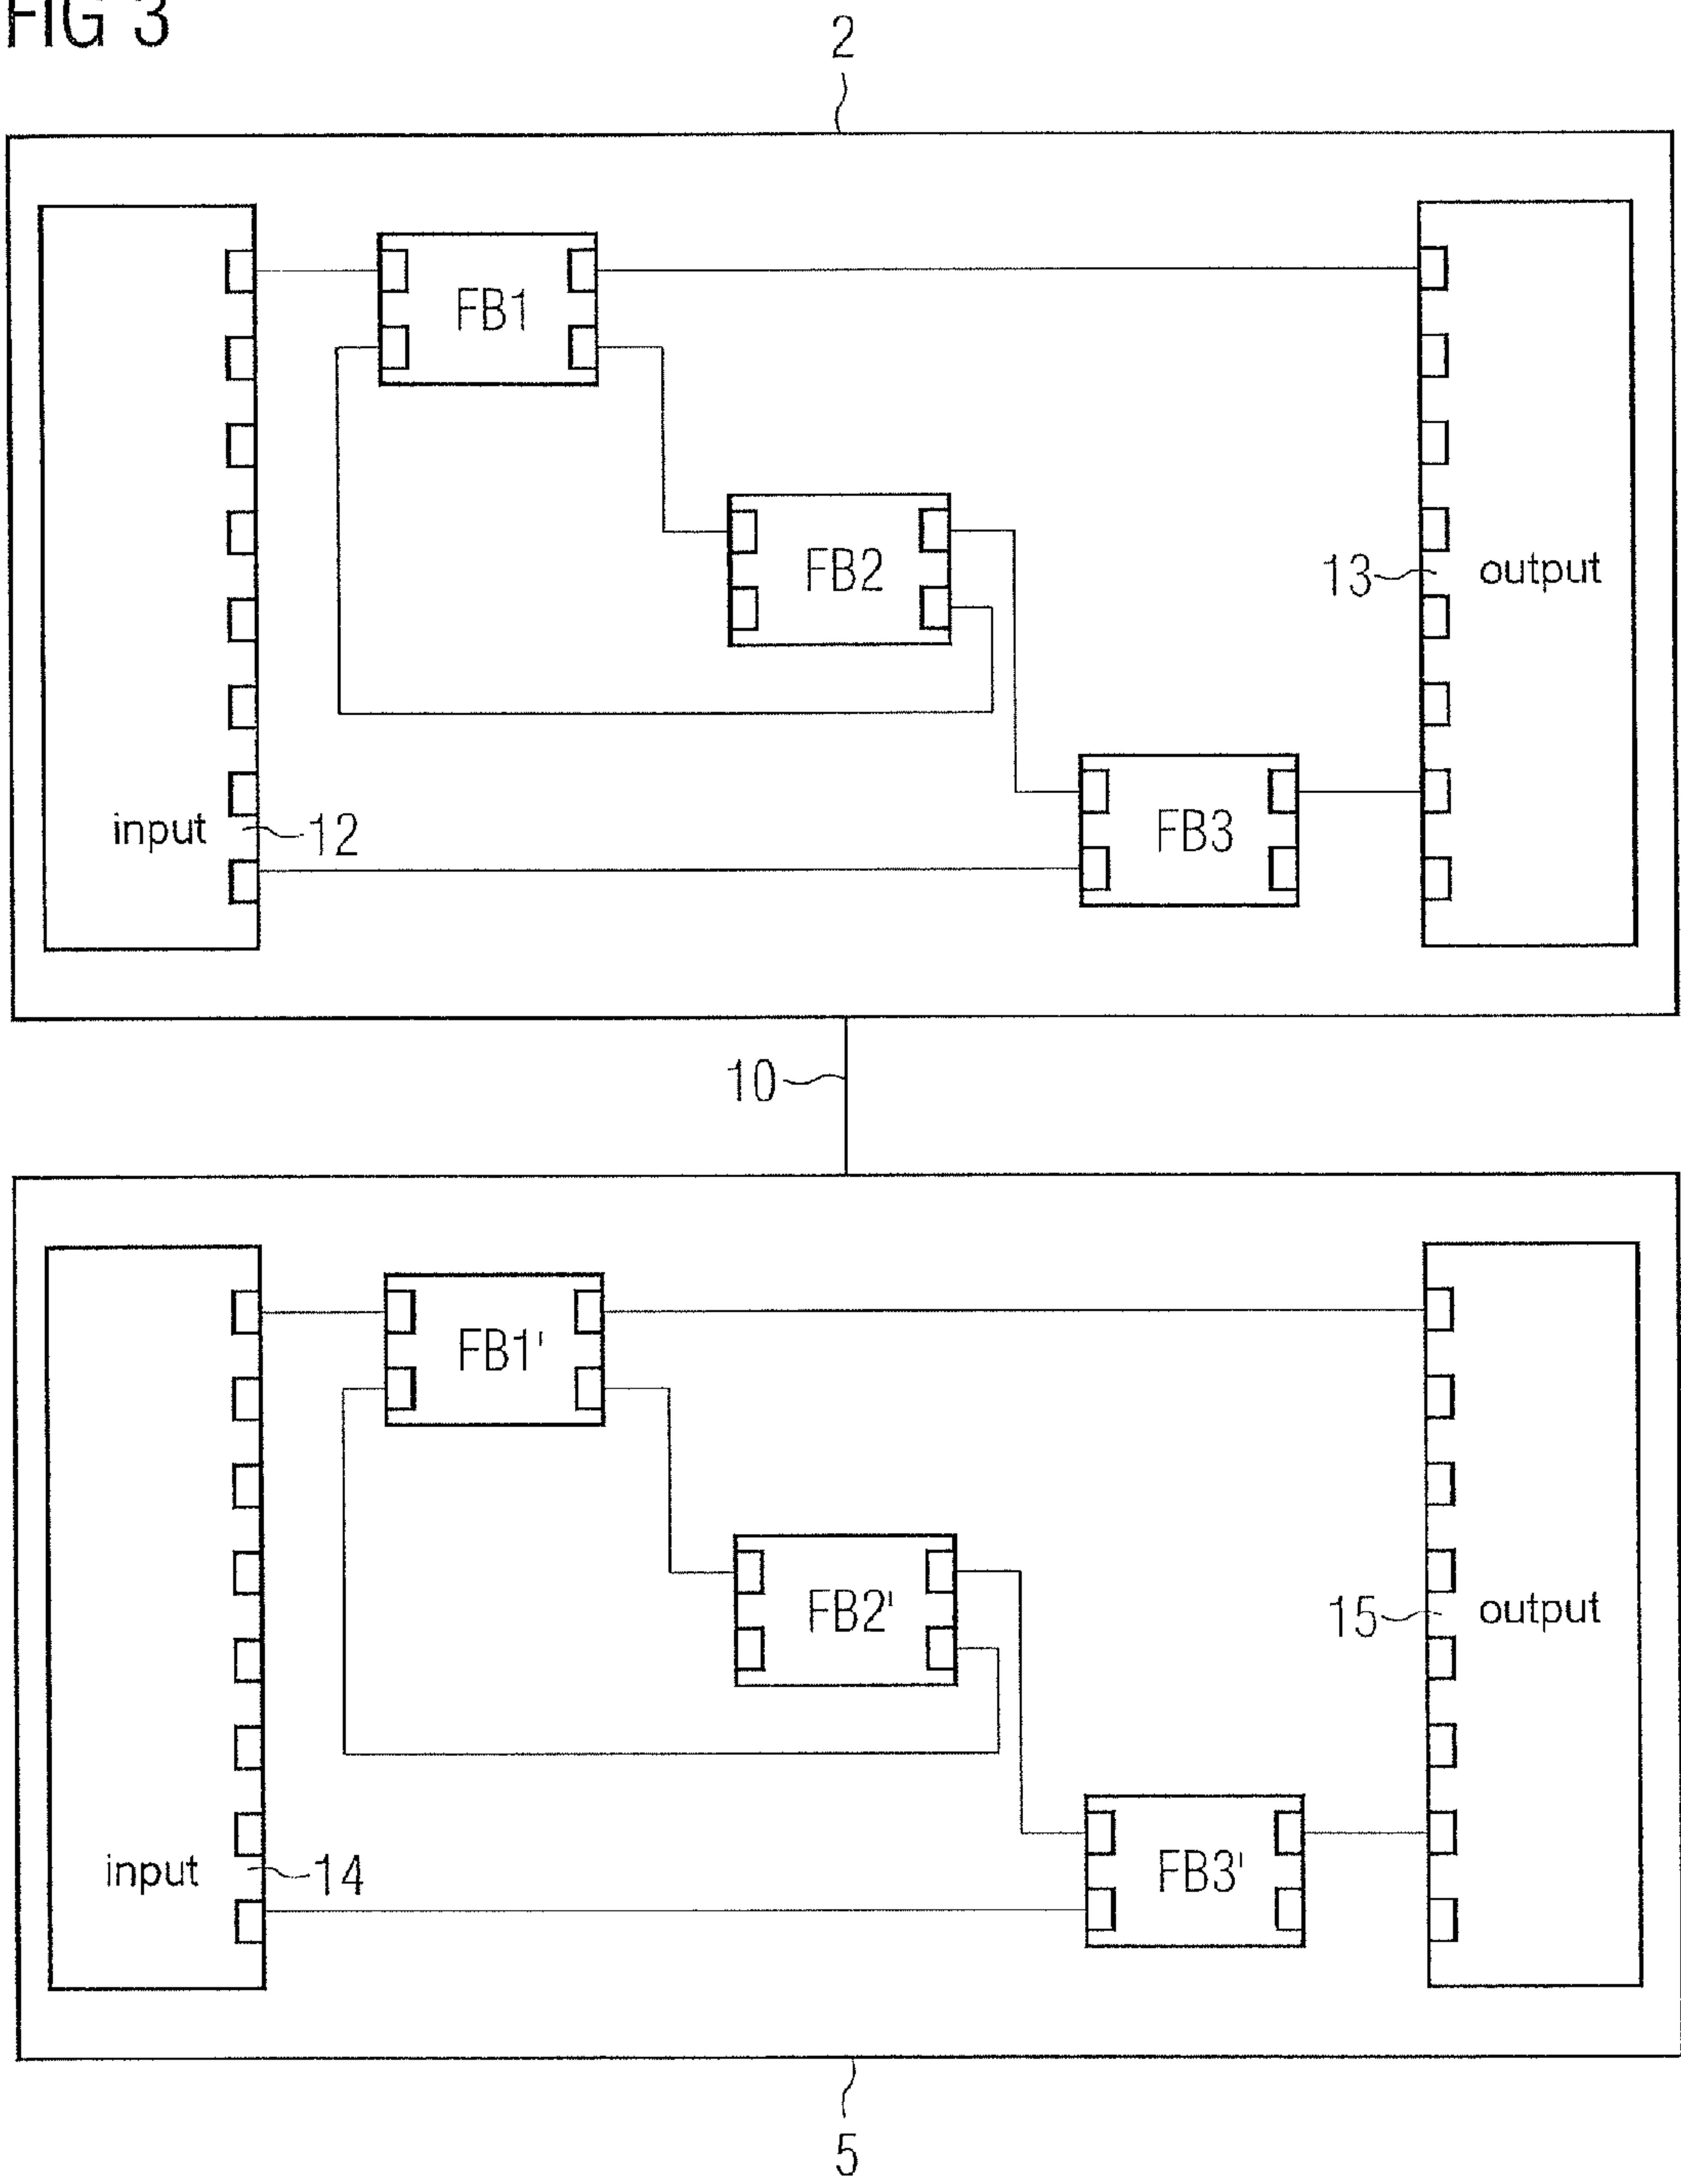 FIG 3
2
FB1
FB2
13 output
input 12
FB3
10
FB1'
FB2'
15 output
input 14
FB3'
5